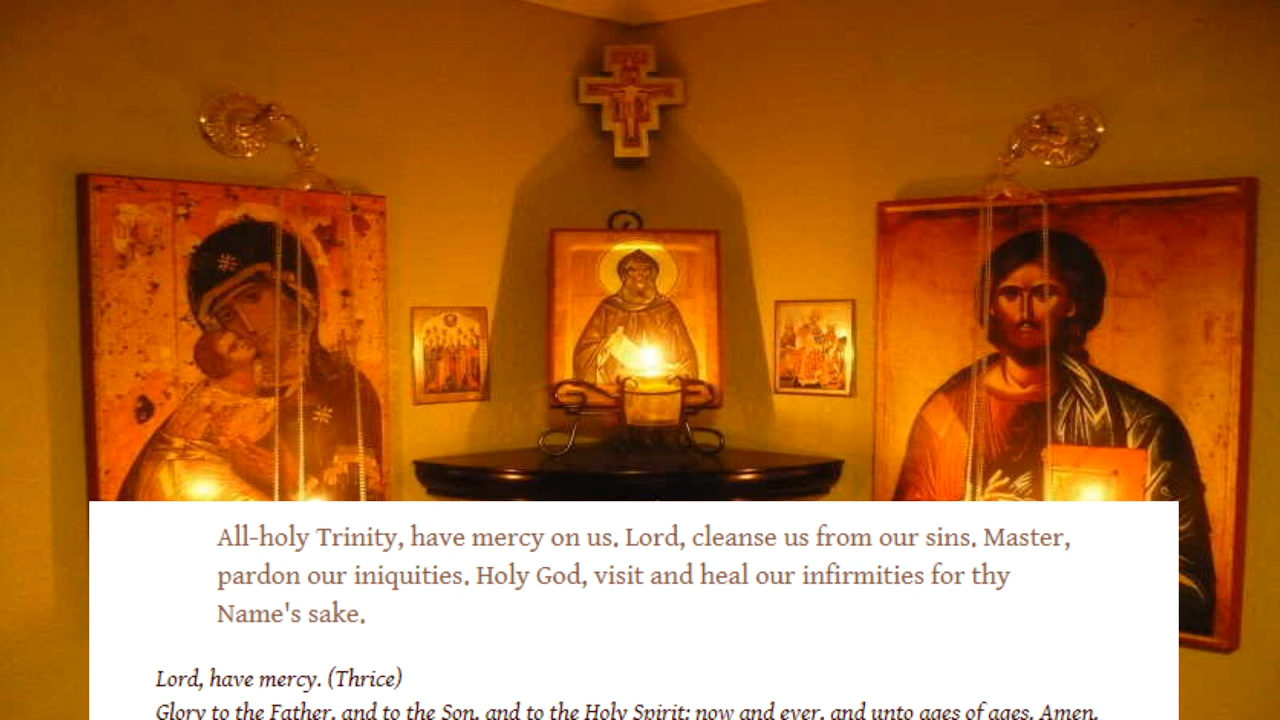 All-holy Trinity, have mercy on us. Lord, cleanse us from our sins. Master,
pardon our iniquities. Holy God, visit and heal our infirmities for thy
Name's sake.
Lord, have mercy. (Thrice)
Glory to the Father, and to the Son, and to the Holy Spirit: now and ever, and unto ages of ages. Amen.